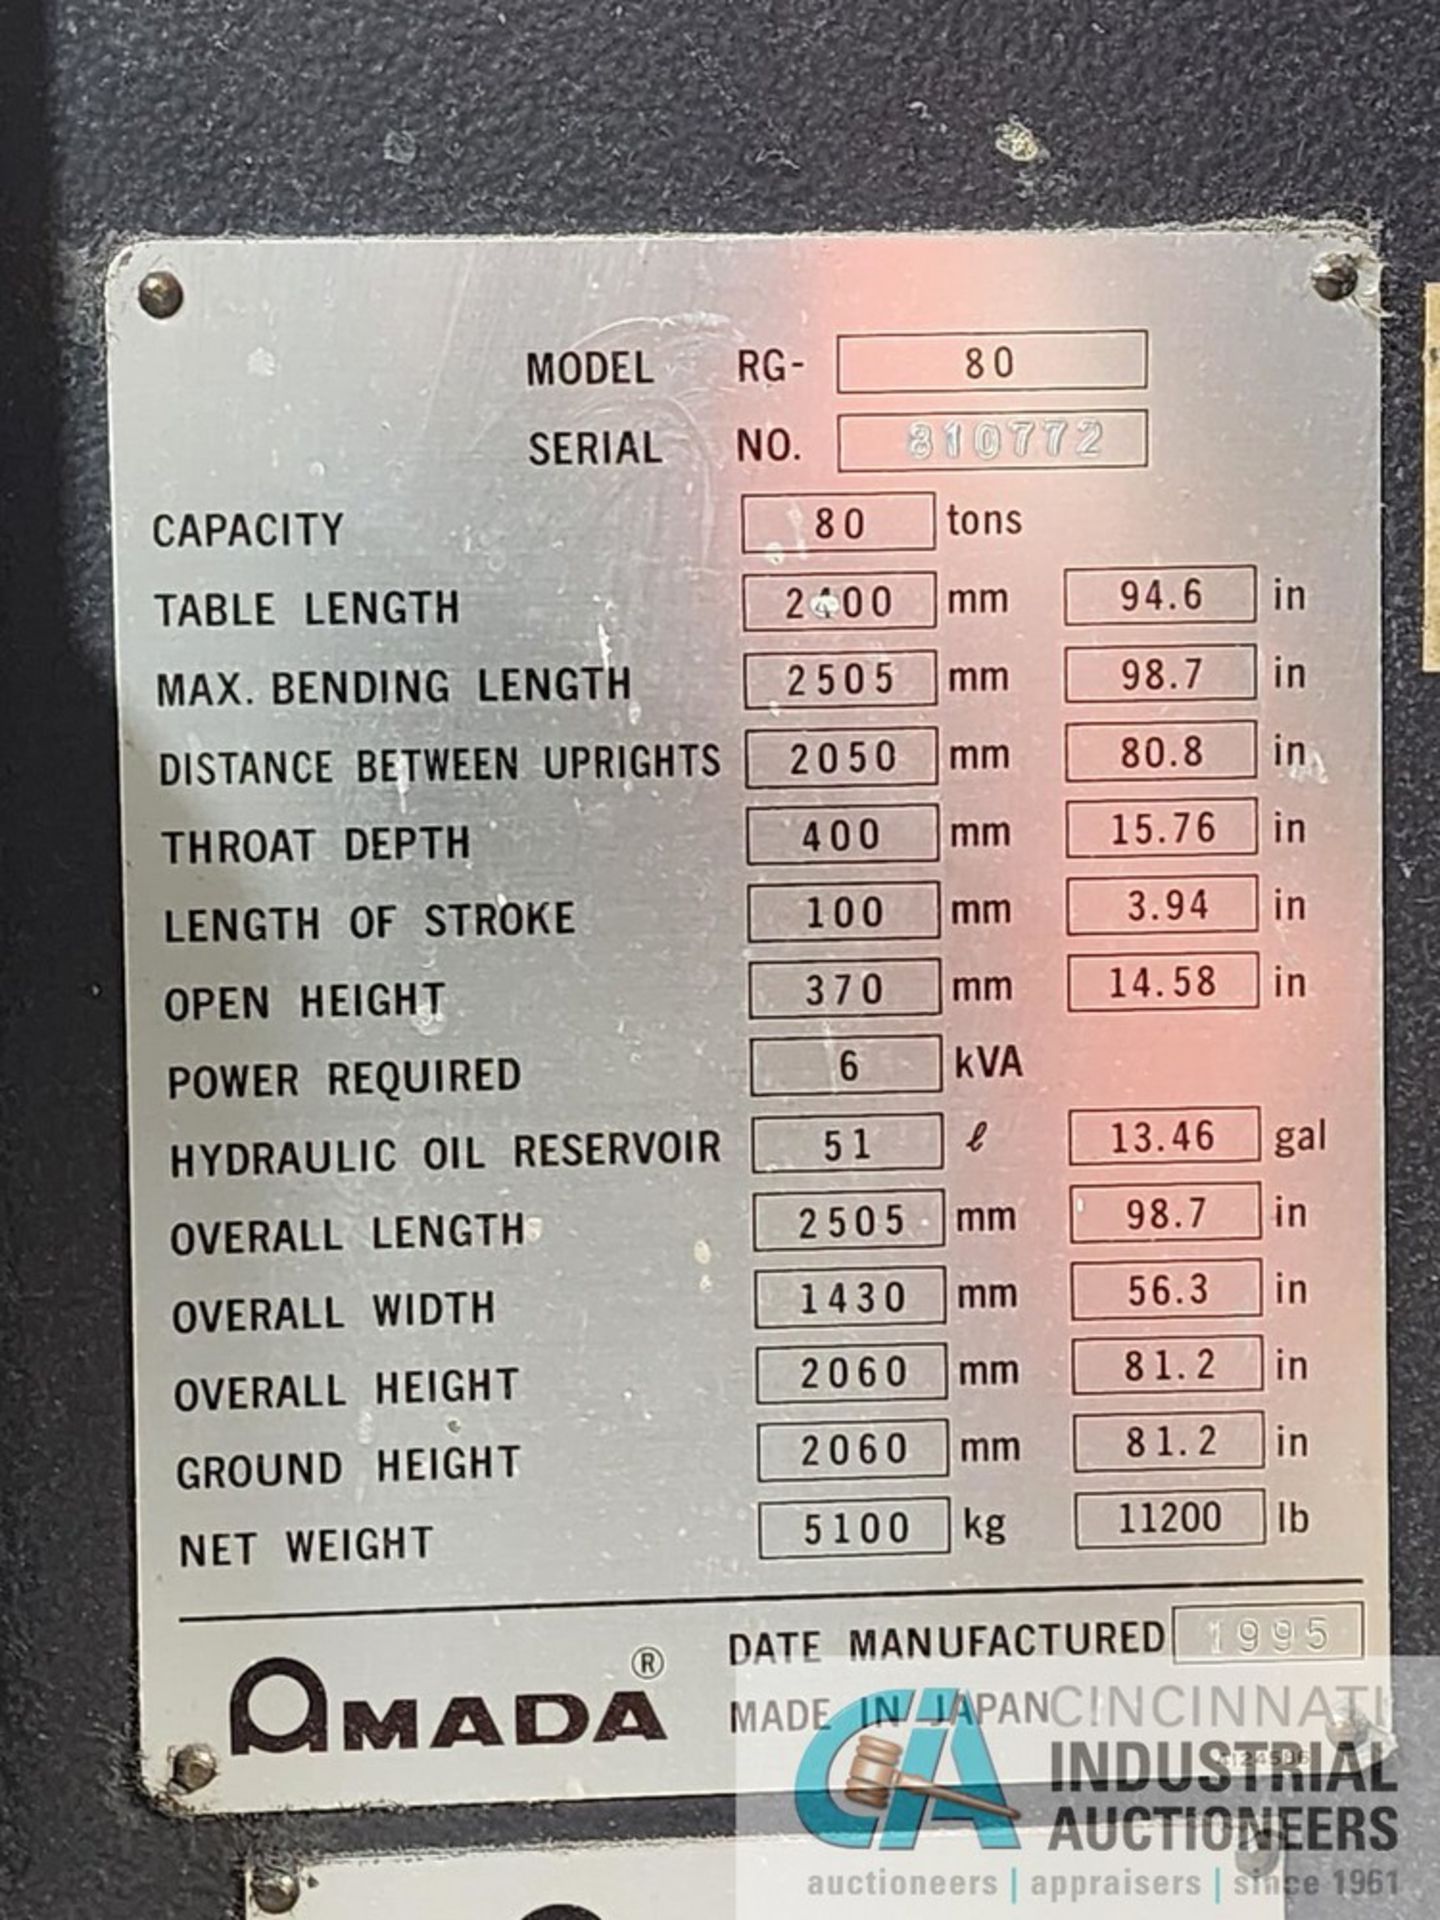 MODEL RG- 80
SERIAL NO. 810772
CAPACITY 80 tons
TABLE LENGTH 2400 mm 94.6 in
MAX. BENDING LENGTH 2505 mm 98.7 in
DISTANCE BETWEEN UPRIGHTS 2050 mm 80.8 in
THROAT DEPTH 400 mm 15.76 in
LENGTH OF STROKE 100 mm 3.94 in
OPEN HEIGHT 370 mm 14.58 in
POWER REQUIRED 6 kVA
HYDRAULIC OIL RESERVOIR 51 ℓ 13.46 gal
OVERALL LENGTH 2505 mm 98.7 in
OVERALL WIDTH 1430 mm 56.3 in
OVERALL HEIGHT 2060 mm 81.2 in
GROUND HEIGHT 2060 mm 81.2 in
NET WEIGHT 5100 kg 11200 lb
AMADA ® DATE MANUFACTURED 1995
MADE IN JAPAN
CINCINNATI
INDUSTRIAL
AUCTIONEERS
auctioneers | appraisers | since 1961